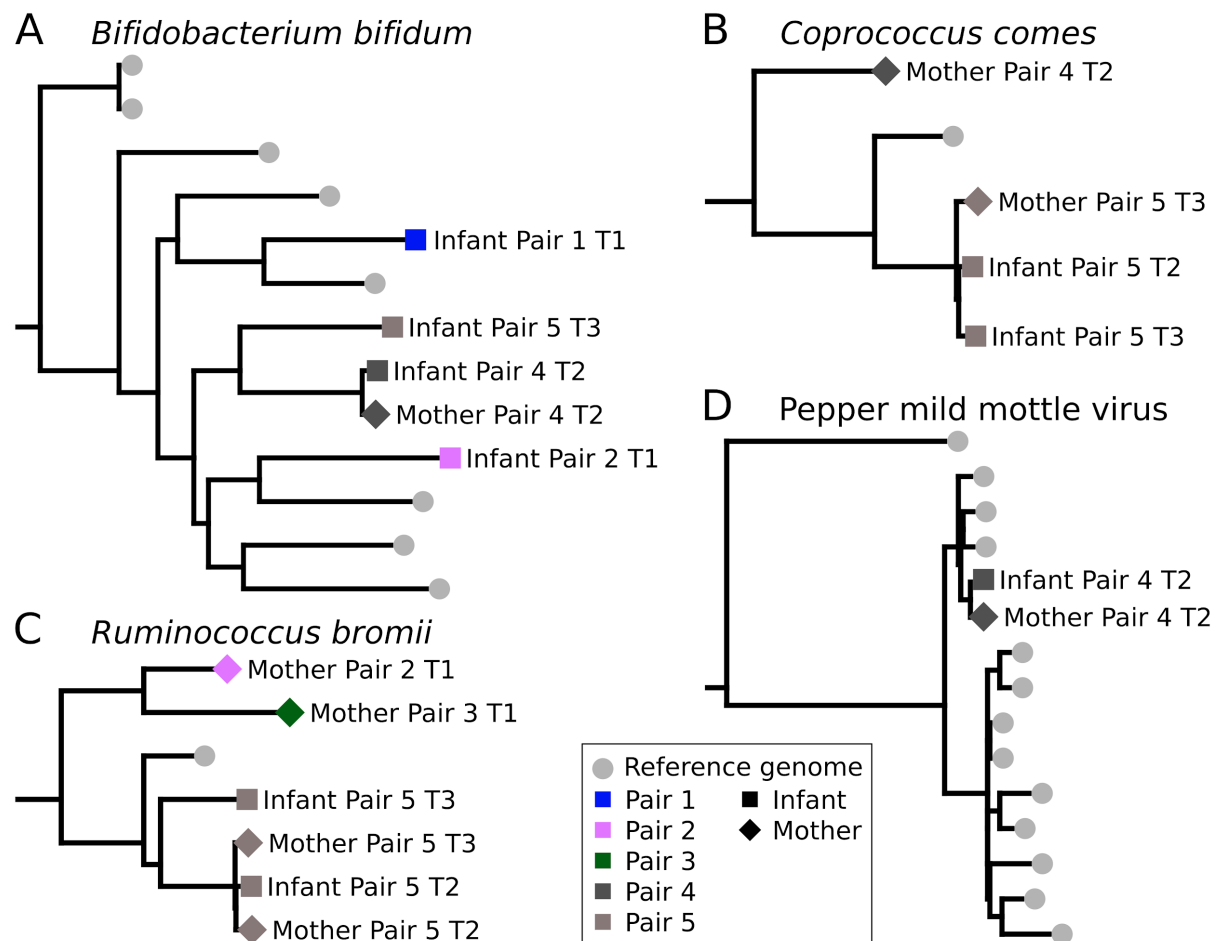 A Bifidobacterium bifidum
Infant Pair 1 T1
Infant Pair 5 T3
Infant Pair 4 T2
Mother Pair 4 T2
Infant Pair 2 T1
B Coprococcus comes
Mother Pair 4 T2
Mother Pair 5 T3
Infant Pair 5 T2
Infant Pair 5 T3
C Ruminococcus bromii
Mother Pair 2 T1
Mother Pair 3 T1
Infant Pair 5 T3
Mother Pair 5 T3
Infant Pair 5 T2
Mother Pair 5 T2
D Pepper mild mottle virus
Infant Pair 4 T2
Mother Pair 4 T2
Reference genome
Pair 1 Infant
Pair 2 Mother
Pair 3
Pair 4
Pair 5